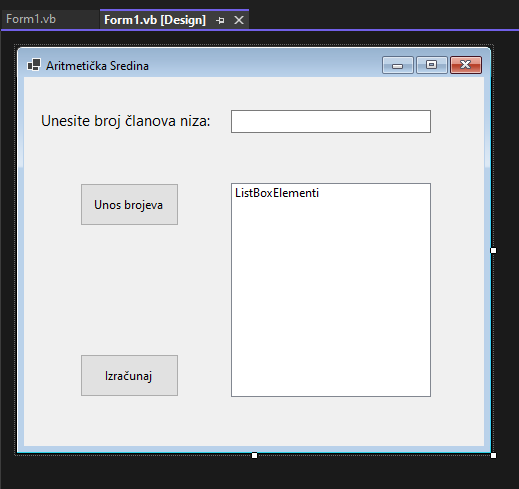 Form1.vb
Form1.vb [Design]
Aritmetička Sredina
Unesite broj članova niza:
Unos brojeva
ListBoxElementi
Izračunaj